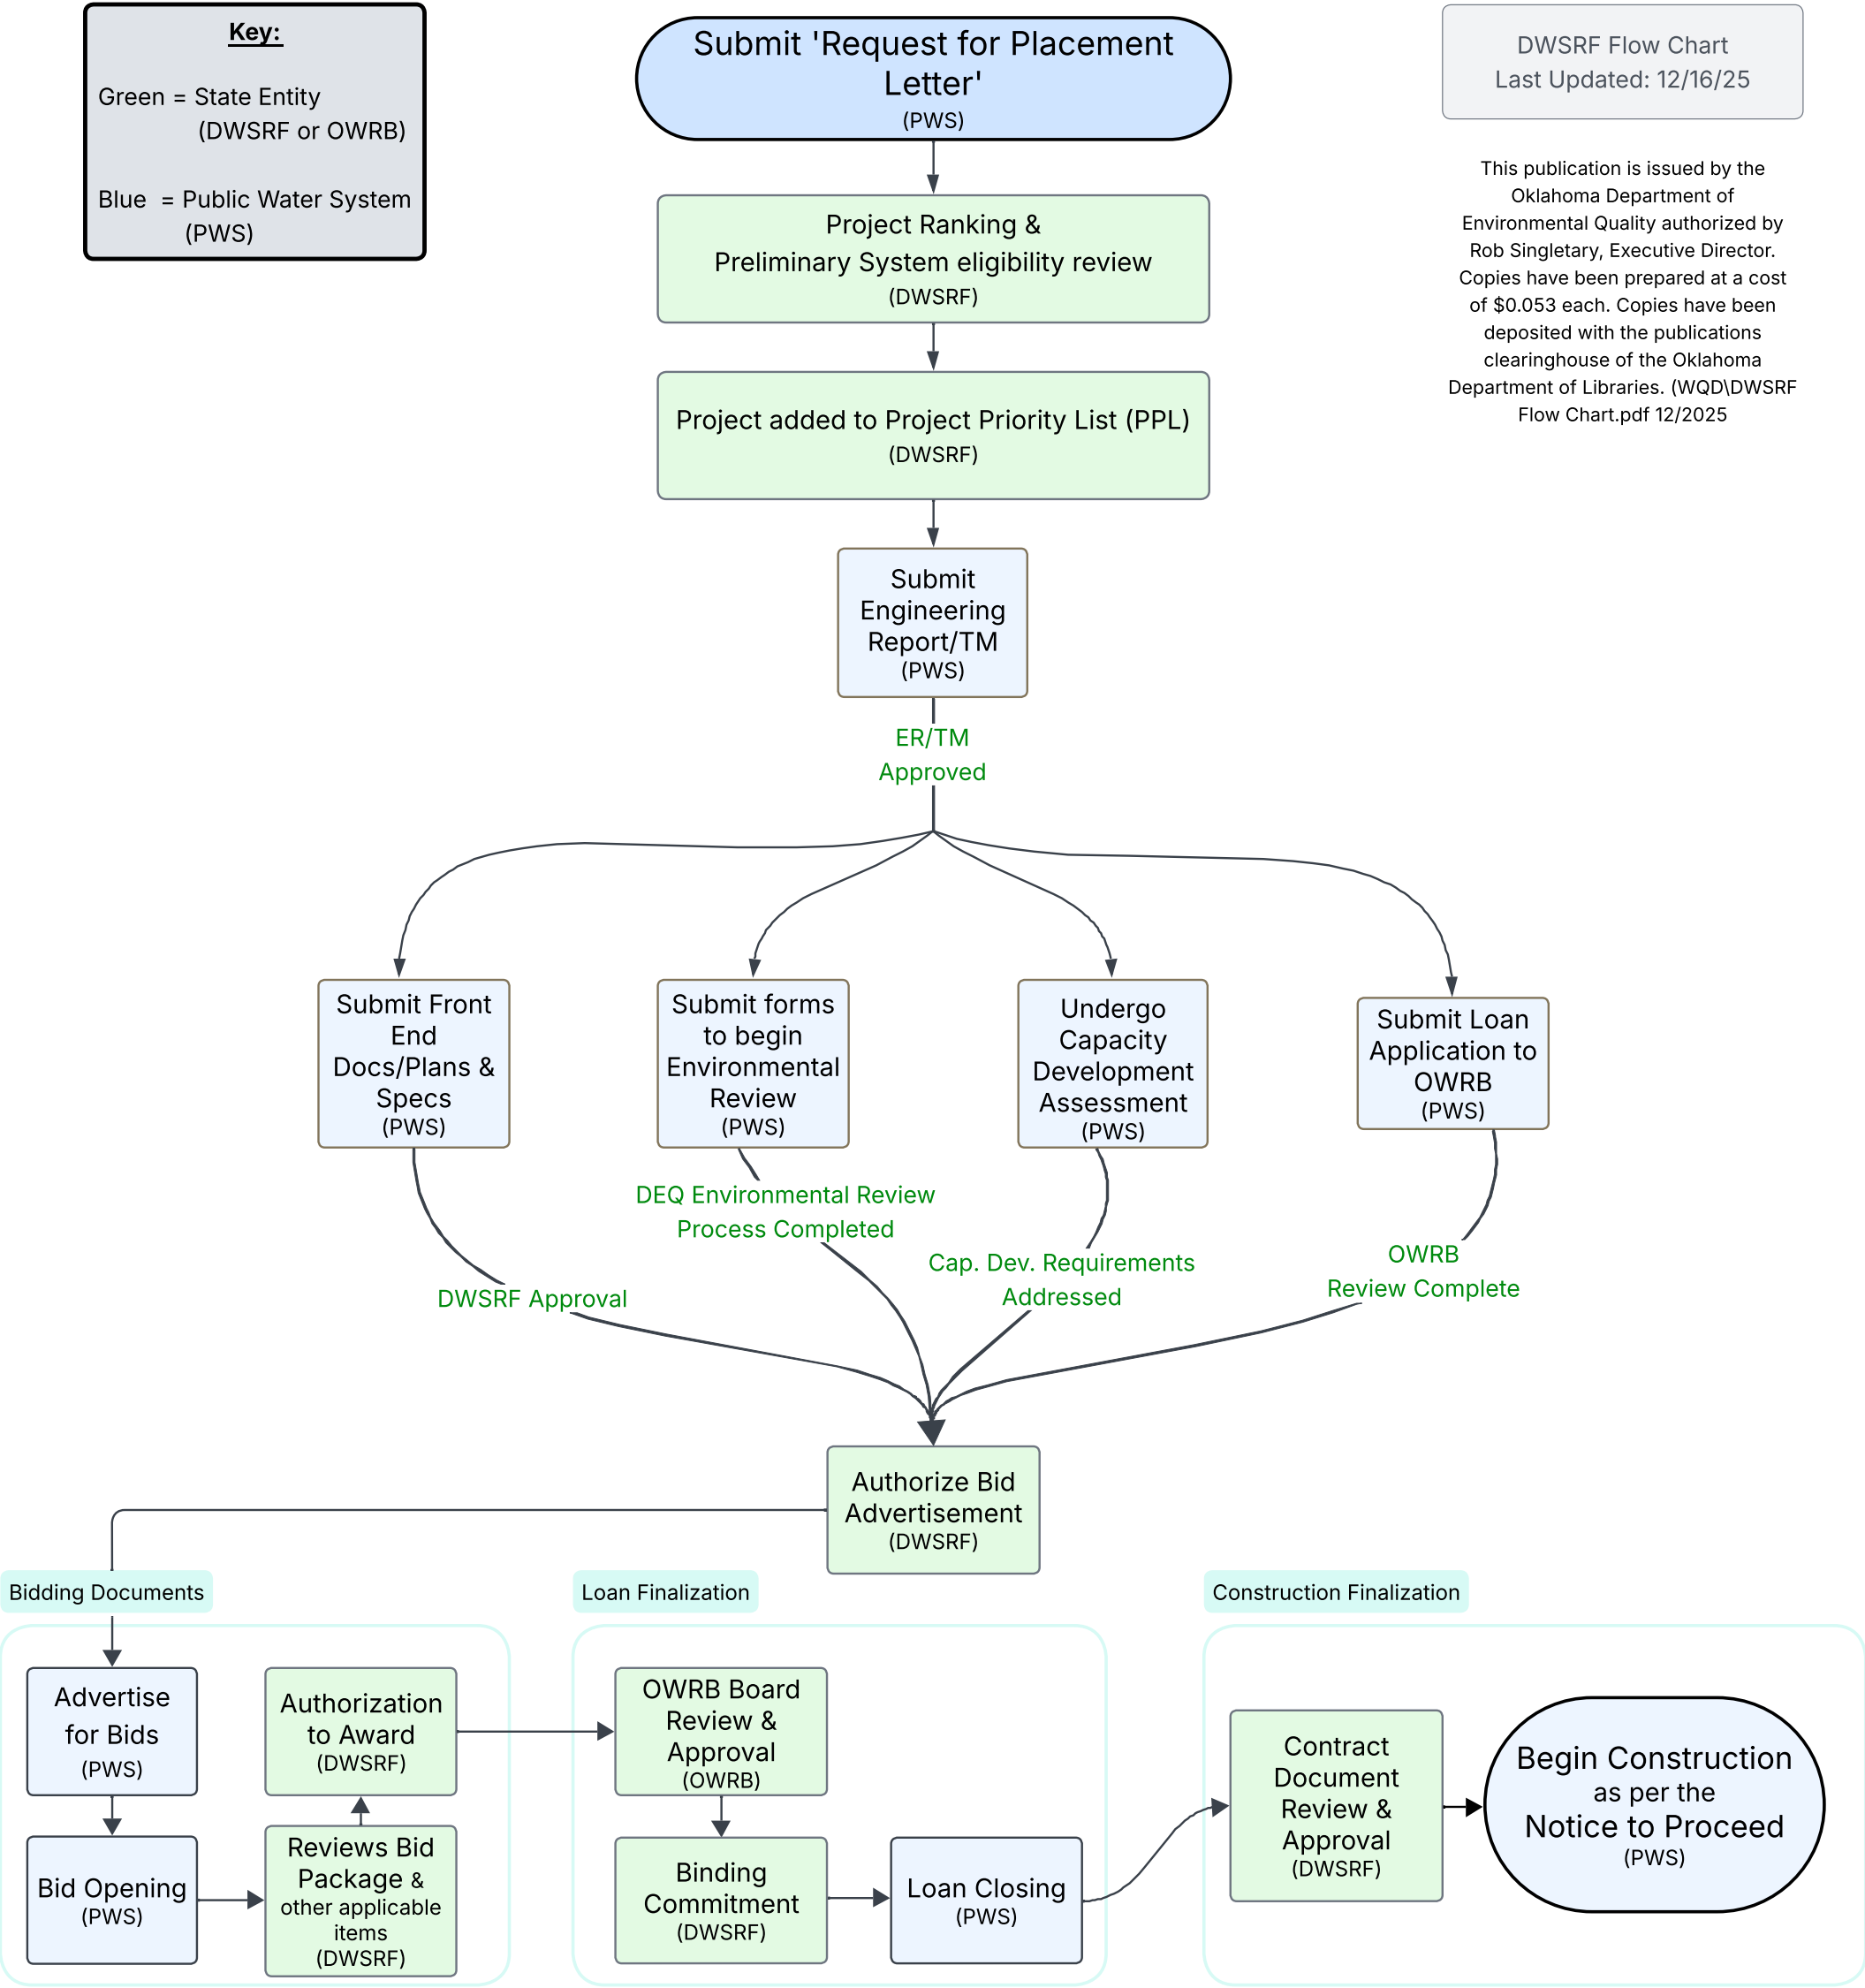 Key:
Green = State Entity
(DWSRF or OWRB)
Blue = Public Water System
(PWS)
Submit 'Request for Placement
Letter'
(PWS)
DWSRF Flow Chart
Last Updated: 12/16/25
This publication is issued by the
Oklahoma Department of
Environmental Quality authorized by
Rob Singletary, Executive Director.
Copies have been prepared at a cost
of $0.053 each. Copies have been
deposited with the publications
clearinghouse of the Oklahoma
Department of Libraries. (WQD\DWSRF
Flow Chart.pdf 12/2025
Project Ranking &
Preliminary System eligibility review
(DWSRF)
Project added to Project Priority List (PPL)
(DWSRF)
Submit
Engineering
Report/TM
(PWS)
ER/TM
Approved
Submit Front
End
Docs/Plans &
Specs
(PWS)
Submit forms
to begin
Environmental
Review
(PWS)
Undergo
Capacity
Development
Assessment
(PWS)
Submit Loan
Application to
OWRB
(PWS)
DWSRF Approval
DEQ Environmental Review
Process Completed
Cap. Dev. Requirements
Addressed
OWRB
Review Complete
Authorize Bid
Advertisement
(DWSRF)
Bidding Documents
Advertise
for Bids
(PWS)
Bid Opening
(PWS)
Reviews Bid
Package &
other applicable
items
(DWSRF)
Authorization
to Award
(DWSRF)
Loan Finalization
OWRB Board
Review &
Approval
(OWRB)
Binding
Commitment
(DWSRF)
Loan Closing
(PWS)
Construction Finalization
Contract
Document
Review &
Approval
(DWSRF)
Begin Construction
as per the
Notice to Proceed
(PWS)